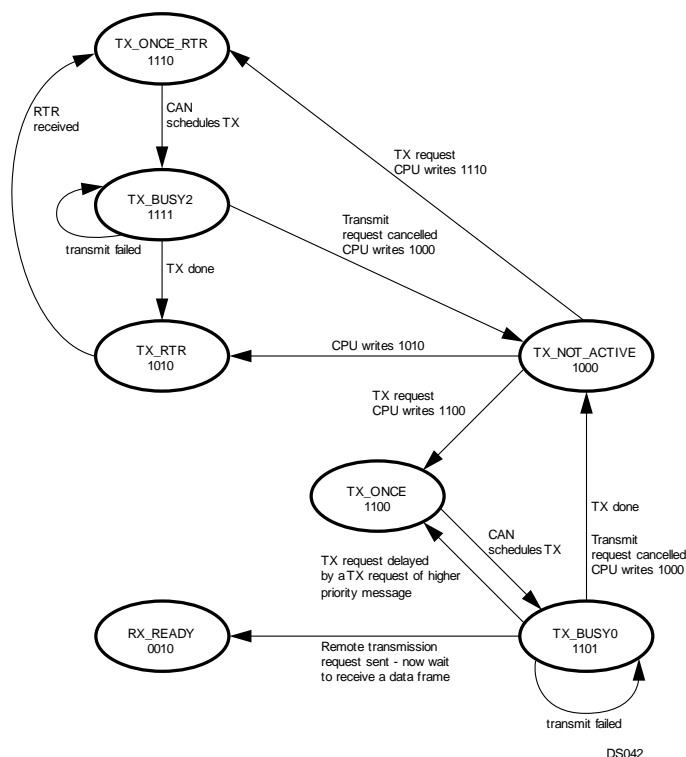 TX_ONCE_RTR
1110
RTR
received
CAN
schedules TX
TX request
CPU writes 1110
TX_BUSY2
1111
transmit failed
Transmit
request cancelled
CPU writes 1000
TX done
TX_RTR
1010
CPU writes 1010
TX_NOT_ACTIVE
1000
TX request
CPU writes 1100
TX_ONCE
1100
CAN
schedules TX
TX done
Transmit
request cancelled
CPU writes 1000
TX request delayed
by a TX request of higher
priority message
RX_READY
0010
TX_BUSY0
1101
Remote transmission
request sent - now wait
to receive a data frame
transmit failed
DS042